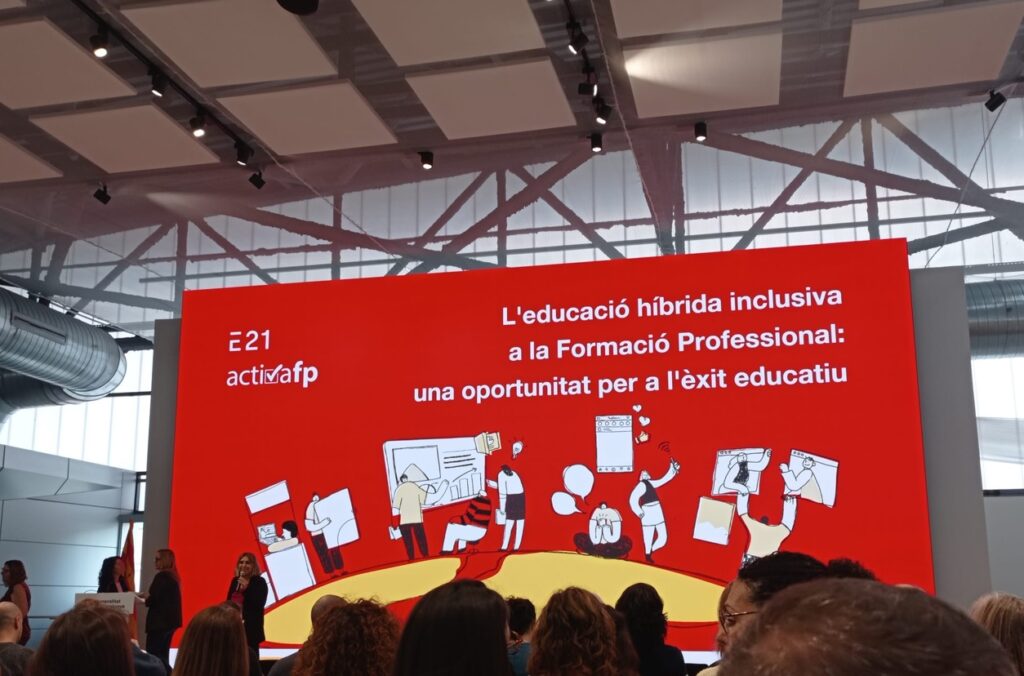 E21
activafp
L'educació híbrida inclusiva
a la Formació Professional:
una oportunitat per a l'èxit educatiu